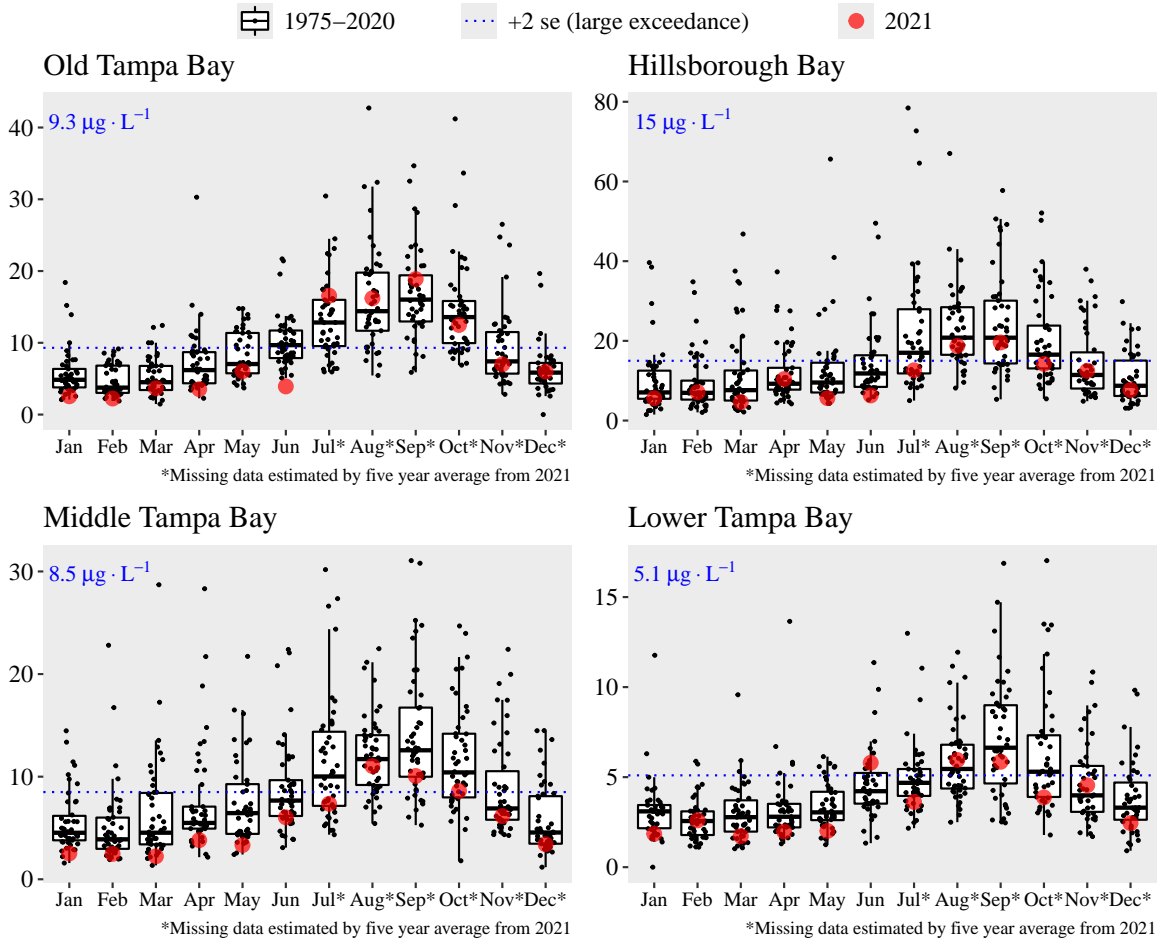 1975−2020 +2 se (large exceedance) 2021
Old Tampa Bay
9.3 μg · L⁻¹
40
30
20
10
0
Jan Feb Mar Apr May Jun Jul* Aug* Sep* Oct* Nov* Dec*
*Missing data estimated by five year average from 2021
Hillsborough Bay
15 μg · L⁻¹
80
60
40
20
0
Jan Feb Mar Apr May Jun Jul* Aug* Sep* Oct* Nov* Dec*
*Missing data estimated by five year average from 2021
Middle Tampa Bay
8.5 μg · L⁻¹
30
20
10
0
Jan Feb Mar Apr May Jun Jul* Aug* Sep* Oct* Nov* Dec*
*Missing data estimated by five year average from 2021
Lower Tampa Bay
5.1 μg · L⁻¹
15
10
5
0
Jan Feb Mar Apr May Jun Jul* Aug* Sep* Oct* Nov* Dec*
*Missing data estimated by five year average from 2021